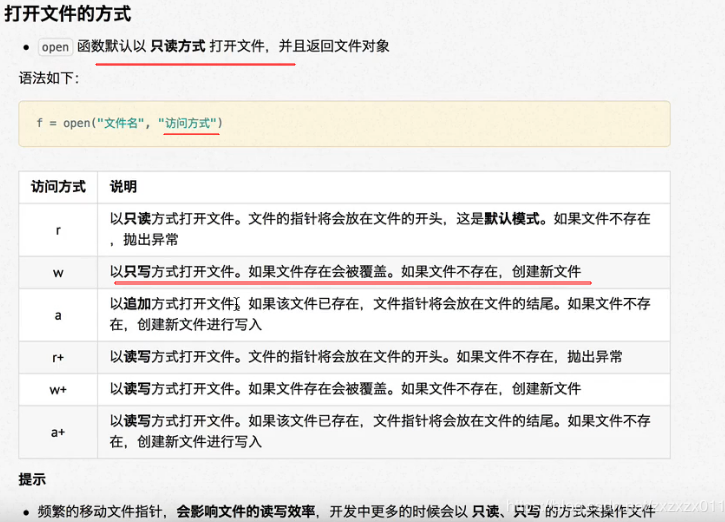 打开文件的方式
• open 函数默认以 只读方式 打开文件，并且返回文件对象
语法如下：
f = open("文件名", "访问方式")
访问方式 说明
r 以只读方式打开文件。文件的指针将会放在文件的开头，这是默认模式。如果文件不存在
，抛出异常
w 以只写方式打开文件。如果文件存在会被覆盖。如果文件不存在，创建新文件
a 以追加方式打开文件。如果该文件已存在，文件指针将会放在文件的结尾。如果文件不存
在，创建新文件进行写入
r+ 以读写方式打开文件。文件的指针将会放在文件的开头。如果文件不存在，抛出异常
w+ 以读写方式打开文件。如果文件存在会被覆盖。如果文件不存在，创建新文件
a+ 以读写方式打开文件。如果该文件已存在，文件指针将会放在文件的结尾。如果文件不存
在，创建新文件进行写入
提示
• 频繁的移动文件指针，会影响文件的读写效率，开发中更多的时候会以 只读、只写 的方式来操作文件